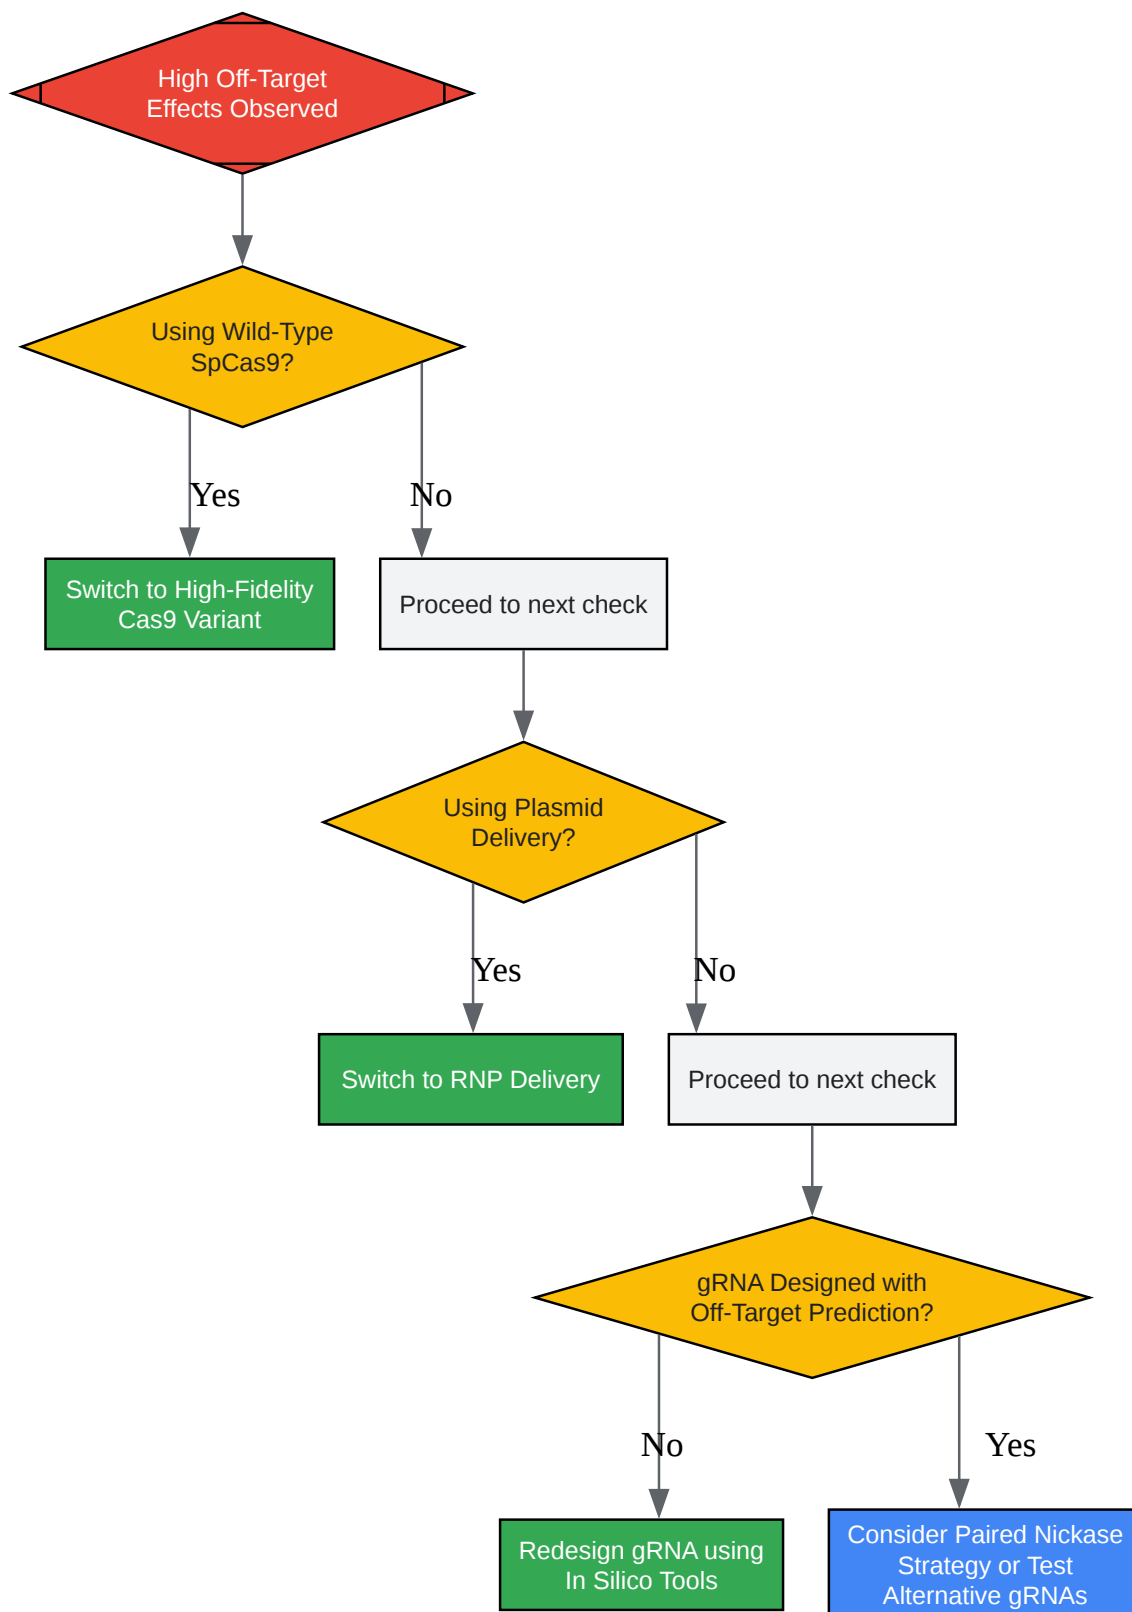 High Off-Target
Effects Observed
Using Wild-Type
SpCas9?
Yes
No
Switch to High-Fidelity
Cas9 Variant
Proceed to next check
Using Plasmid
Delivery?
Yes
No
Switch to RNP Delivery
Proceed to next check
gRNA Designed with
Off-Target Prediction?
No
Yes
Redesign gRNA using
In Silico Tools
Consider Paired Nickase
Strategy or Test
Alternative gRNAs